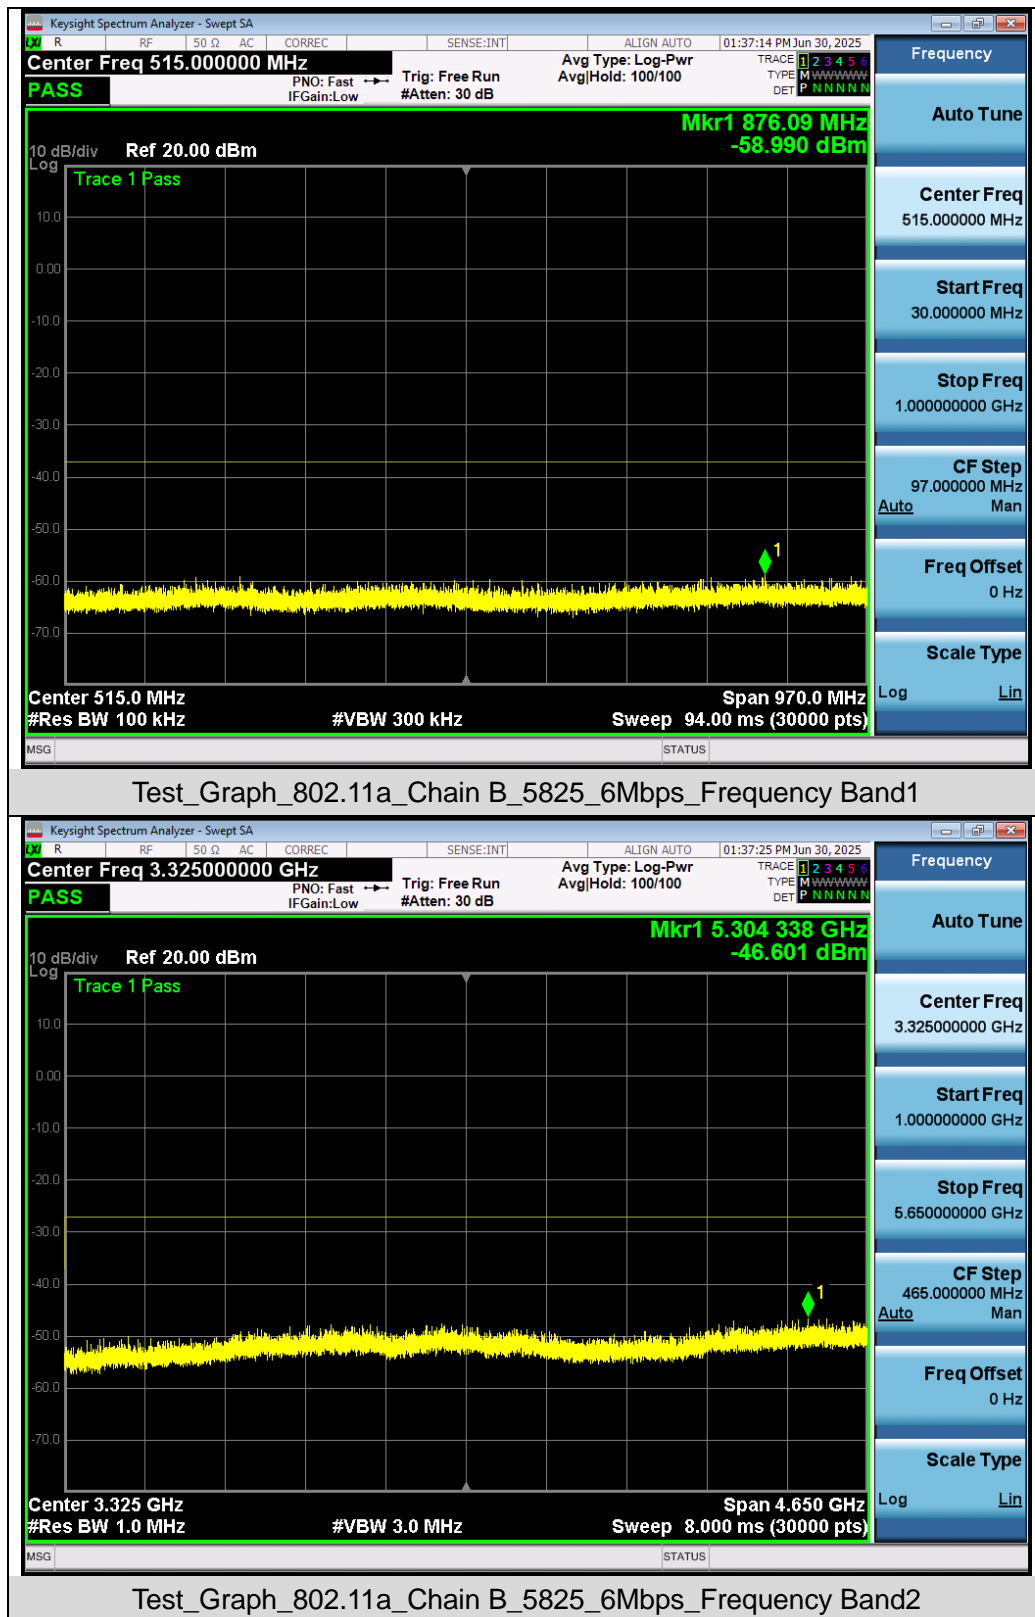 Keysight Spectrum Analyzer - Swept SA
LXI R RF 50 Ω AC CORREC SENSE:INT ALIGN AUTO 01:37:14 PM Jun 30, 2025
Center Freq 515.000000 MHz
PASS
PNO: Fast
IFGain:Low
Trig: Free Run
#Atten: 30 dB
Avg Type: Log-Pwr
Avg|Hold: 100/100
TRACE 1 2 3 4 5 6
TYPE M W W W W W
DET P N N N N N
Mkr1 876.09 MHz
-58.990 dBm
10 dB/div Ref 20.00 dBm
Log
Trace 1 Pass
10.0
0.00
-10.0
-20.0
-30.0
-40.0
-50.0
-60.0
-70.0
1
Center 515.0 MHz Span 970.0 MHz
#Res BW 100 kHz #VBW 300 kHz Sweep 94.00 ms (30000 pts)
MSG STATUS
Frequency
Auto Tune
Center Freq
515.000000 MHz
Start Freq
30.000000 MHz
Stop Freq
1.000000000 GHz
CF Step
97.000000 MHz
Auto Man
Freq Offset
0 Hz
Scale Type
Log Lin
Test_Graph_802.11a_Chain B_5825_6Mbps_Frequency Band1
Keysight Spectrum Analyzer - Swept SA
LXI R RF 50 Ω AC CORREC SENSE:INT ALIGN AUTO 01:37:25 PM Jun 30, 2025
Center Freq 3.325000000 GHz
PASS
PNO: Fast
IFGain:Low
Trig: Free Run
#Atten: 30 dB
Avg Type: Log-Pwr
Avg|Hold: 100/100
TRACE 1 2 3 4 5 6
TYPE M W W W W W
DET P N N N N N
Mkr1 5.304 338 GHz
-46.601 dBm
10 dB/div Ref 20.00 dBm
Log
Trace 1 Pass
10.0
0.00
-10.0
-20.0
-30.0
-40.0
-50.0
-60.0
-70.0
1
Center 3.325 GHz Span 4.650 GHz
#Res BW 1.0 MHz #VBW 3.0 MHz Sweep 8.000 ms (30000 pts)
MSG STATUS
Frequency
Auto Tune
Center Freq
3.325000000 GHz
Start Freq
1.000000000 GHz
Stop Freq
5.650000000 GHz
CF Step
465.000000 MHz
Auto Man
Freq Offset
0 Hz
Scale Type
Log Lin
Test_Graph_802.11a_Chain B_5825_6Mbps_Frequency Band2